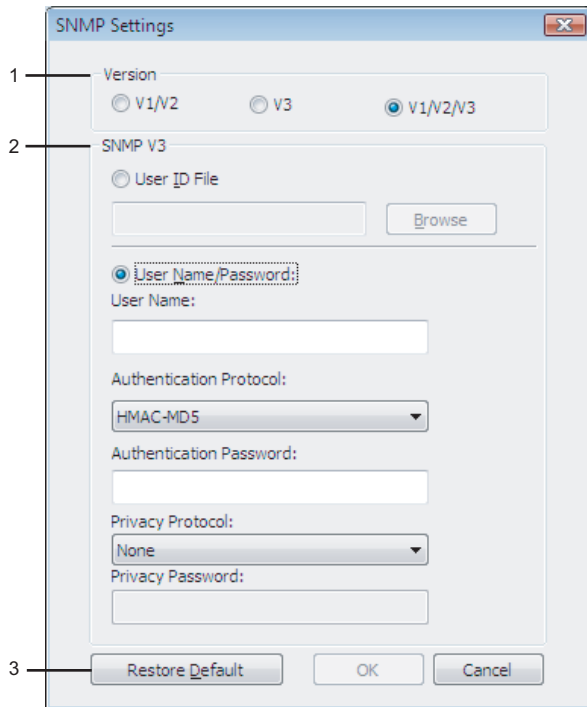 SNMP Settings
1
Version
V1/V2 V3 V1/V2/V3
2
SNMP V3
User ID File
Browse
User Name/Password:
User Name:
Authentication Protocol:
HMAC-MD5
Authentication Password:
Privacy Protocol:
None
Privacy Password:
3
Restore Default OK Cancel